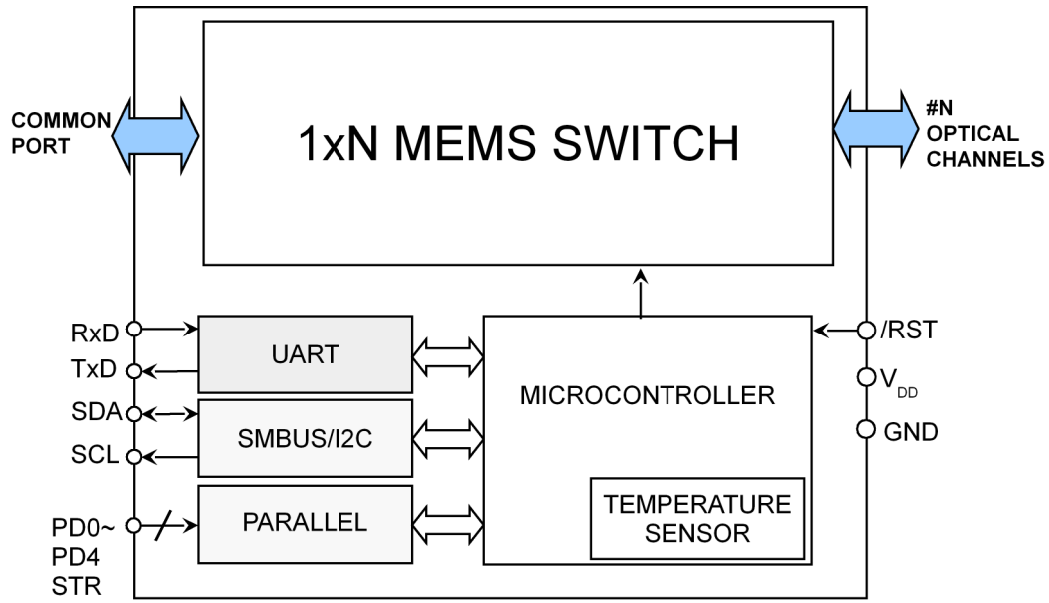 1xN MEMS SWITCH
COMMON
PORT
#N
OPTICAL
CHANNELS
RxD
TxD
SDA
SCL
PD0~
PD4
STR
UART
SMBUS/I2C
PARALLEL
MICROCONTROLLER
TEMPERATURE
SENSOR
/RST
VDD
GND